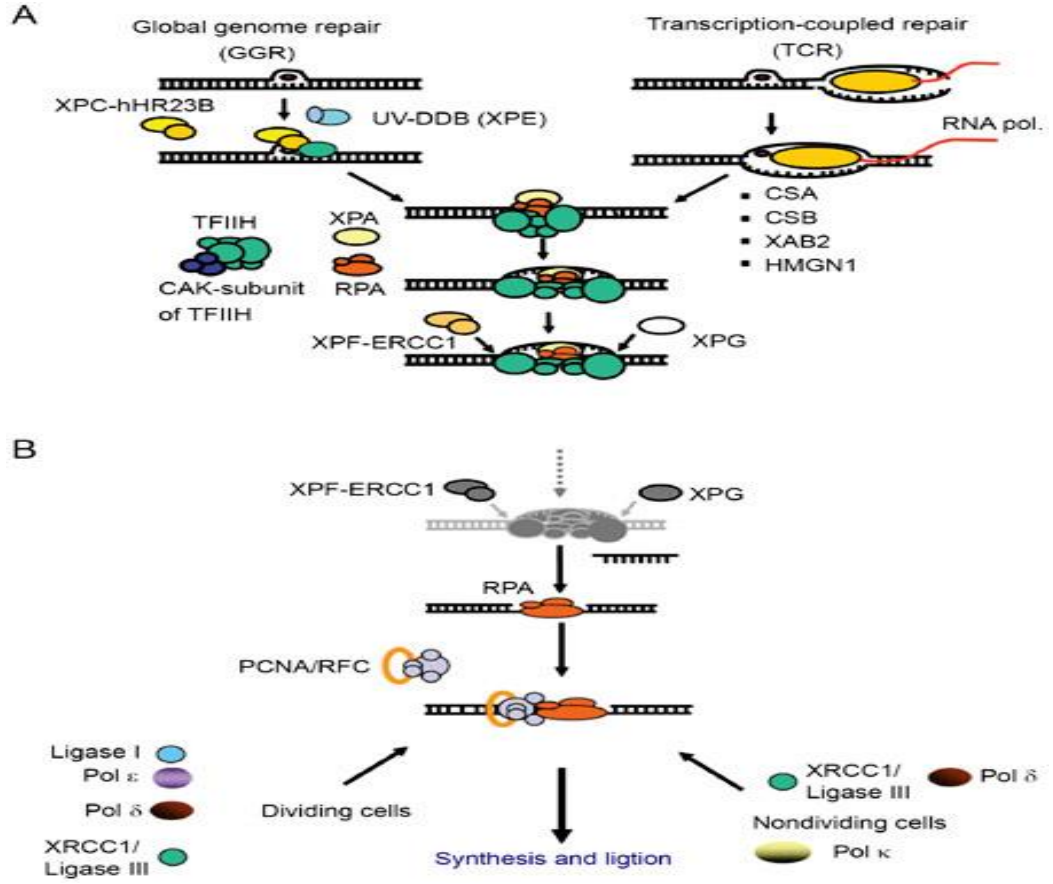 A
Global genome repair
(GGR)
Transcription-coupled repair
(TCR)
XPC-hHR23B
UV-DDB (XPE)
RNA pol.
▪ CSA
▪ CSB
▪ XAB2
▪ HMGN1
TFIIH
XPA
CAK-subunit
of TFIIH
RPA
XPF-ERCC1
XPG
B
XPF-ERCC1
XPG
RPA
PCNA/RFC
Ligase I
Pol ε
Pol δ
XRCC1/
Ligase III
Dividing cells
XRCC1/
Ligase III
Pol δ
Nondividing cells
Pol κ
Synthesis and ligtion